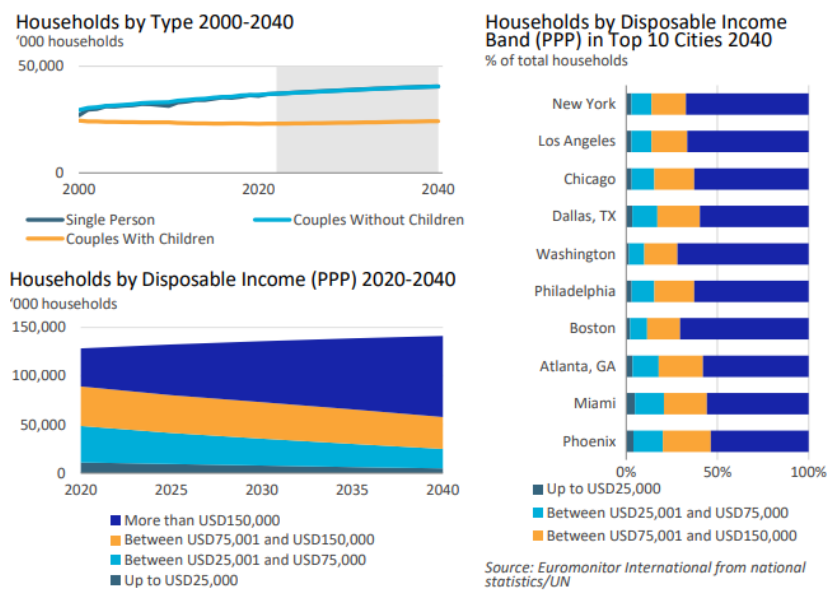 Households by Type 2000-2040
‘000 households
50,000
0
2000
2020
2040
Single Person
Couples Without Children
Couples With Children
Households by Disposable Income (PPP) 2020-2040
‘000 households
150,000
100,000
50,000
0
2020
2025
2030
2035
2040
More than USD150,000
Between USD75,001 and USD150,000
Between USD25,001 and USD75,000
Up to USD25,000
Households by Disposable Income
Band (PPP) in Top 10 Cities 2040
% of total households
New York
Los Angeles
Chicago
Dallas, TX
Washington
Philadelphia
Boston
Atlanta, GA
Miami
Phoenix
0%
50%
100%
Up to USD25,000
Between USD25,001 and USD75,000
Between USD75,001 and USD150,000
Source: Euromonitor International from national
statistics/UN